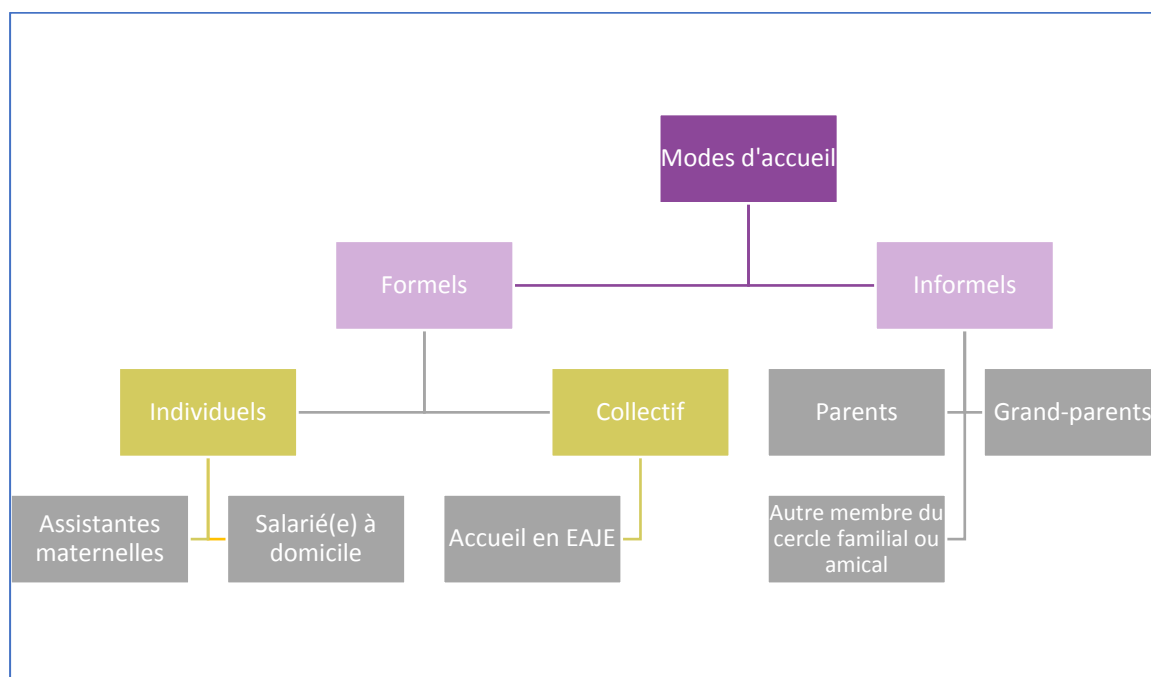 Modes d'accueil
Formels
Informels
Individuels
Collectif
Parents
Grand-parents
Assistantes
maternelles
Salarié(e) à
domicile
Accueil en EAJE
Autre membre du
cercle familial ou
amical